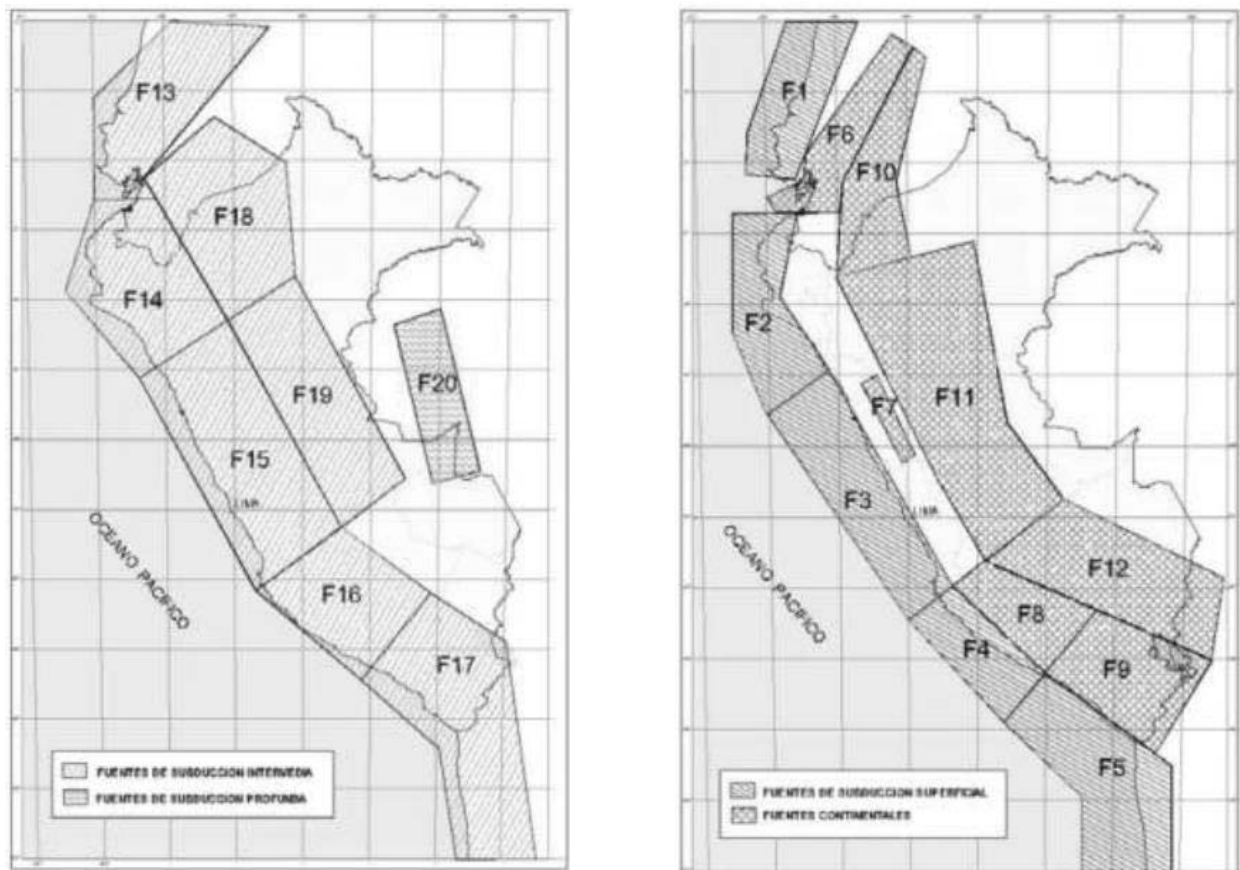 F13
F18
F14
F20
F19
F15
LIMA
OCEANO PACIFICO
F16
F17
FUENTES DE SUBDUCCION INTERMEDIA
FUENTES DE SUBDUCCION PROFUNDA
F1
F6
F10
F2
F7
F11
F3
LIMA
OCEANO PACIFICO
F12
F8
F4
F9
F5
FUENTES DE SUBDUCCION SUPERFICIAL
FUENTES CONTINENTALES